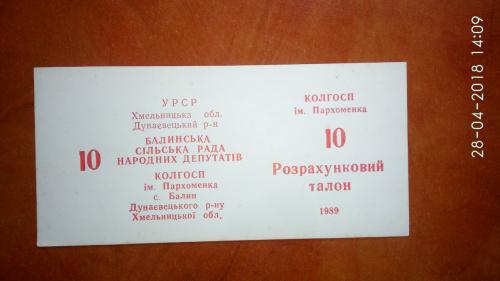 УРСР
Хмельницька обл.
Дунаєвецький р-н
10
БАЛИНСЬКА
СІЛЬСЬКА РАДА
НАРОДНИХ ДЕПУТАТІВ
КОЛГОСП
ім. Пархоменка
с. Балин
Дунаєвецького р-ну
Хмельницької обл.
КОЛГОСП
ім. Пархоменка
10
Розрахунковий
талон
1989
28-04-2018 14:09